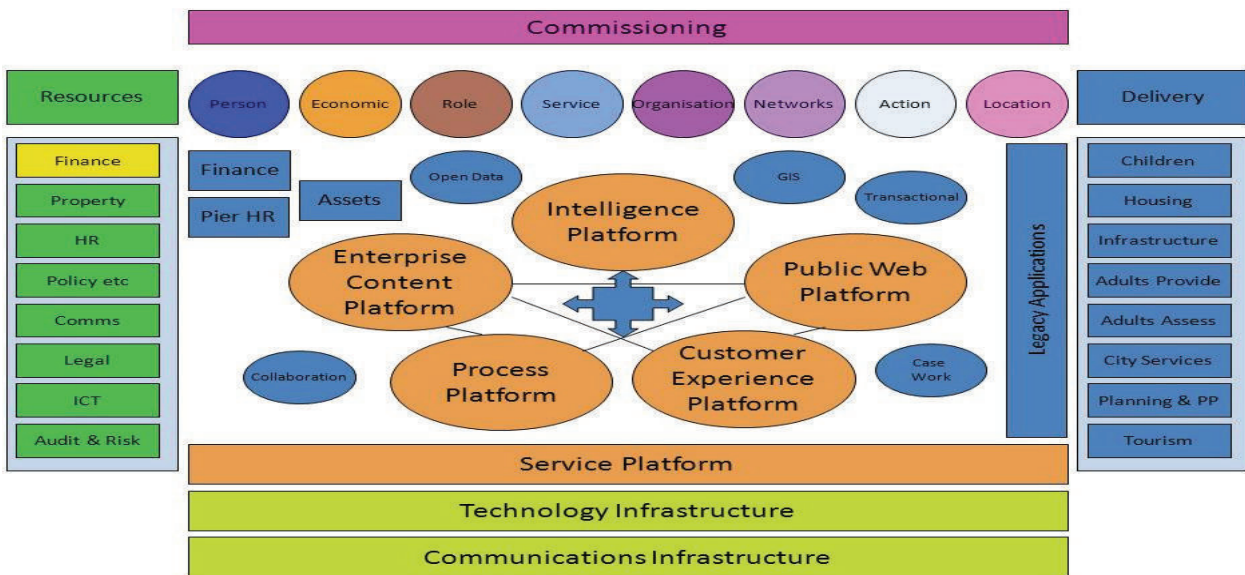 Commissioning
Resources
Person
Economic
Role
Service
Organisation
Networks
Action
Location
Delivery
Finance
Property
HR
Policy etc
Comms
Legal
ICT
Audit & Risk
Finance
Pier HR
Assets
Open Data
GIS
Transactional
Intelligence
Platform
Enterprise
Content
Platform
Public Web
Platform
Process
Platform
Customer
Experience
Platform
Collaboration
Case
Work
Legacy Applications
Children
Housing
Infrastructure
Adults Provide
Adults Assess
City Services
Planning & PP
Tourism
Service Platform
Technology Infrastructure
Communications Infrastructure